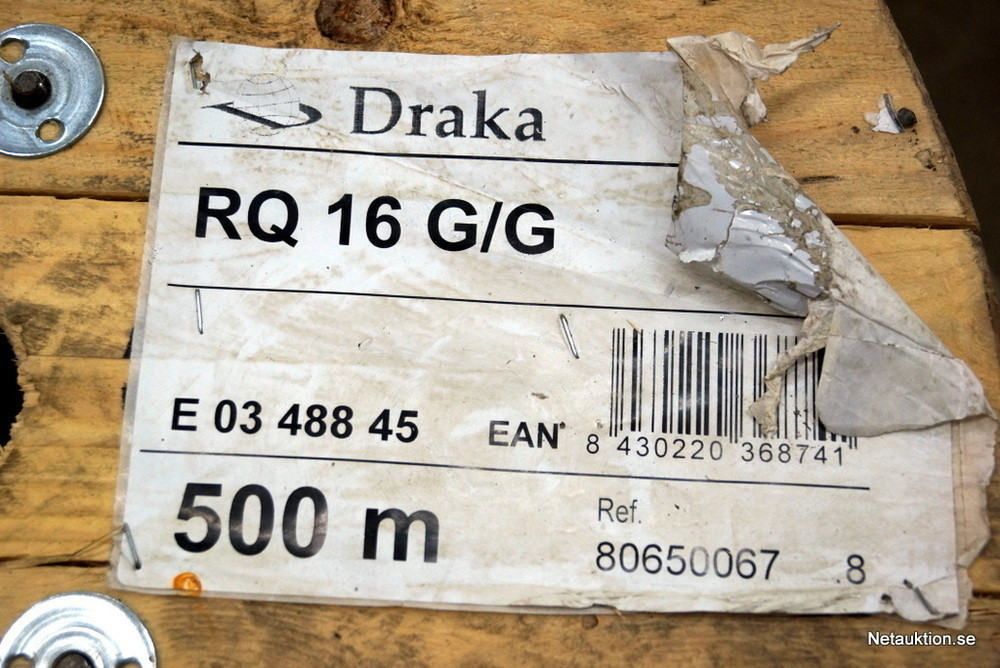 Draka
RQ 16 G/G
E 03 488 45
EAN
8 430220 368741
500 m
Ref.
80650067 8
Netauktion.se